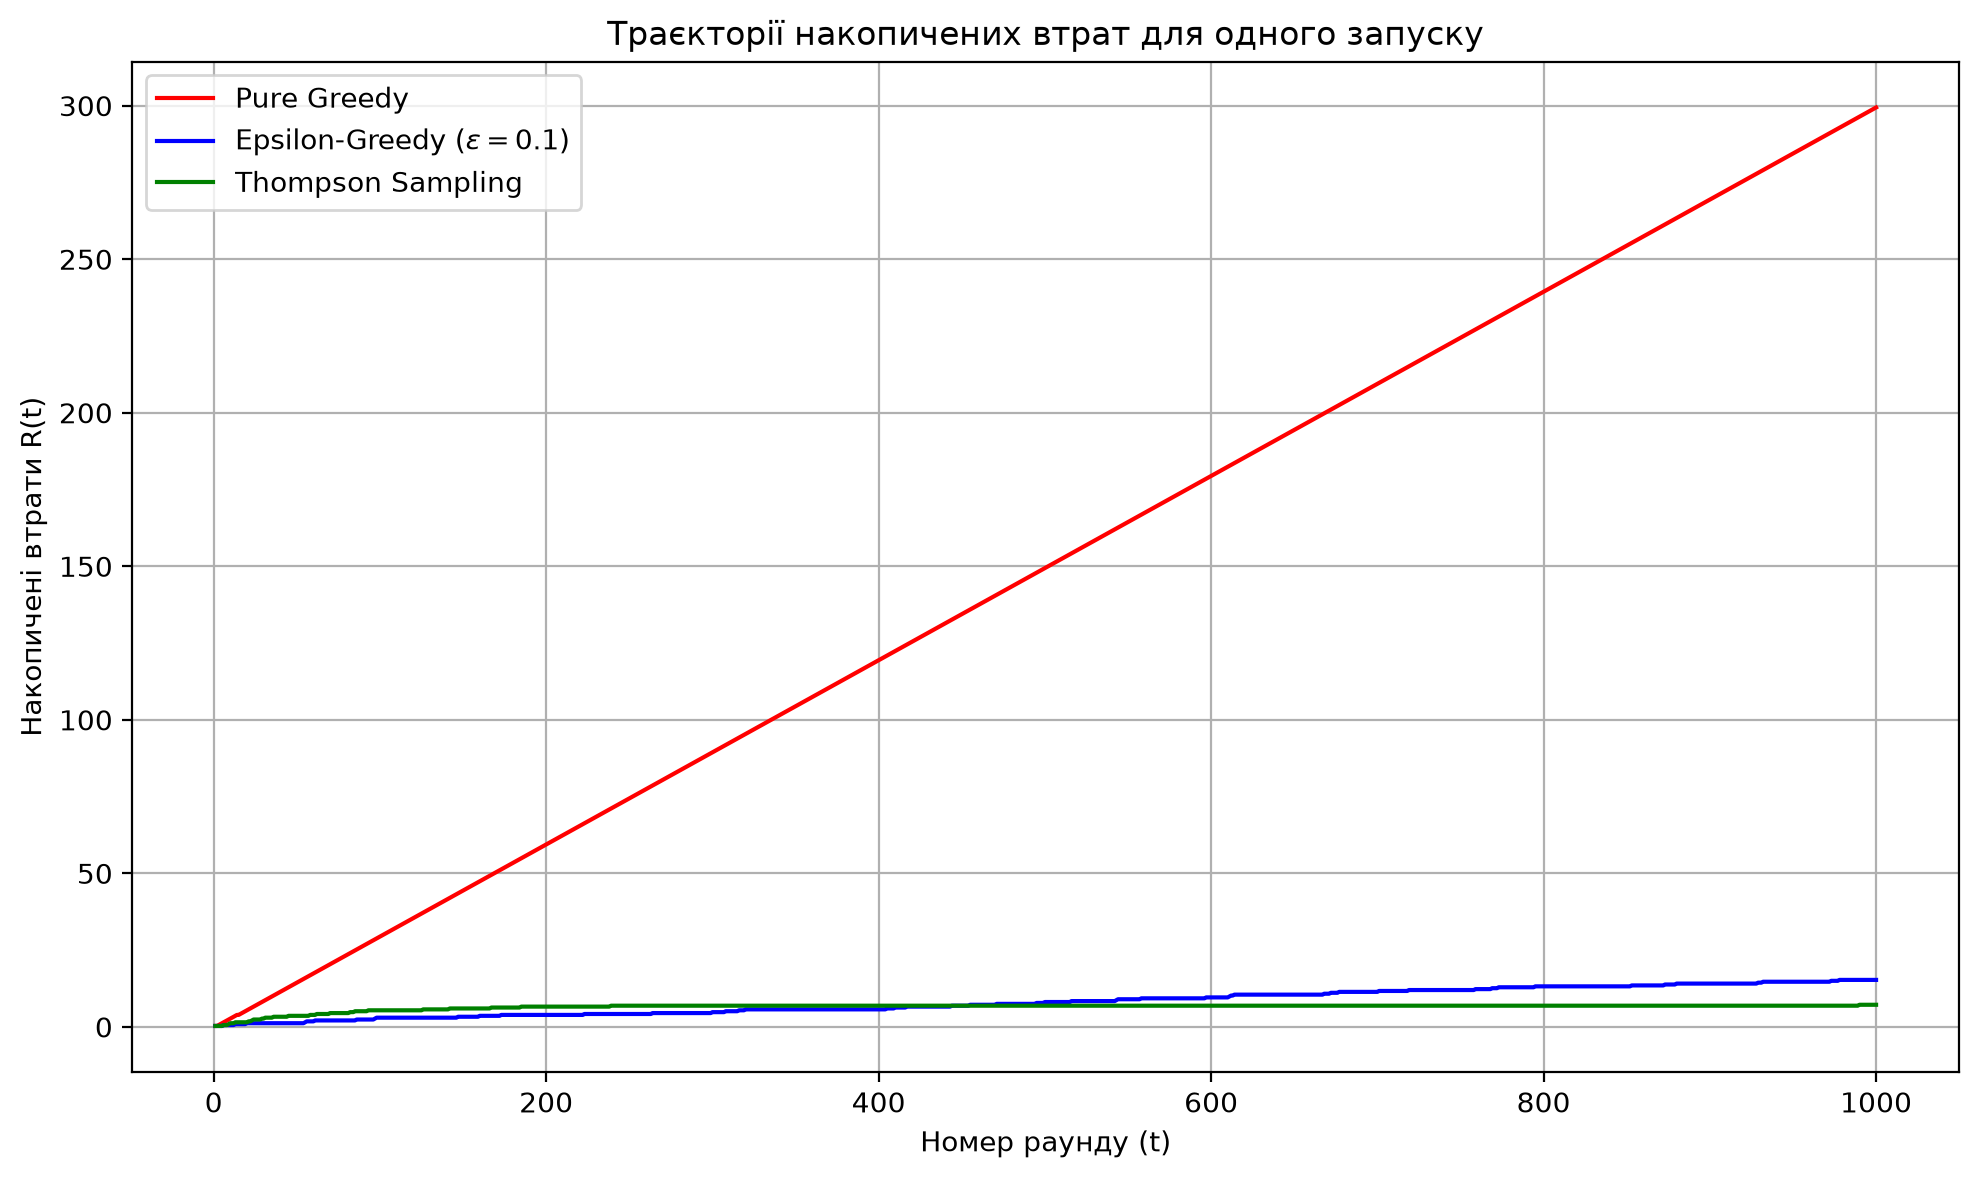 Траєкторії накопичених втрат для одного запуску
Pure Greedy
Epsilon-Greedy (ε = 0.1)
Thompson Sampling
Накопичені втрати R(t)
300
250
200
150
100
50
0
0 200 400 600 800 1000
Номер раунду (t)